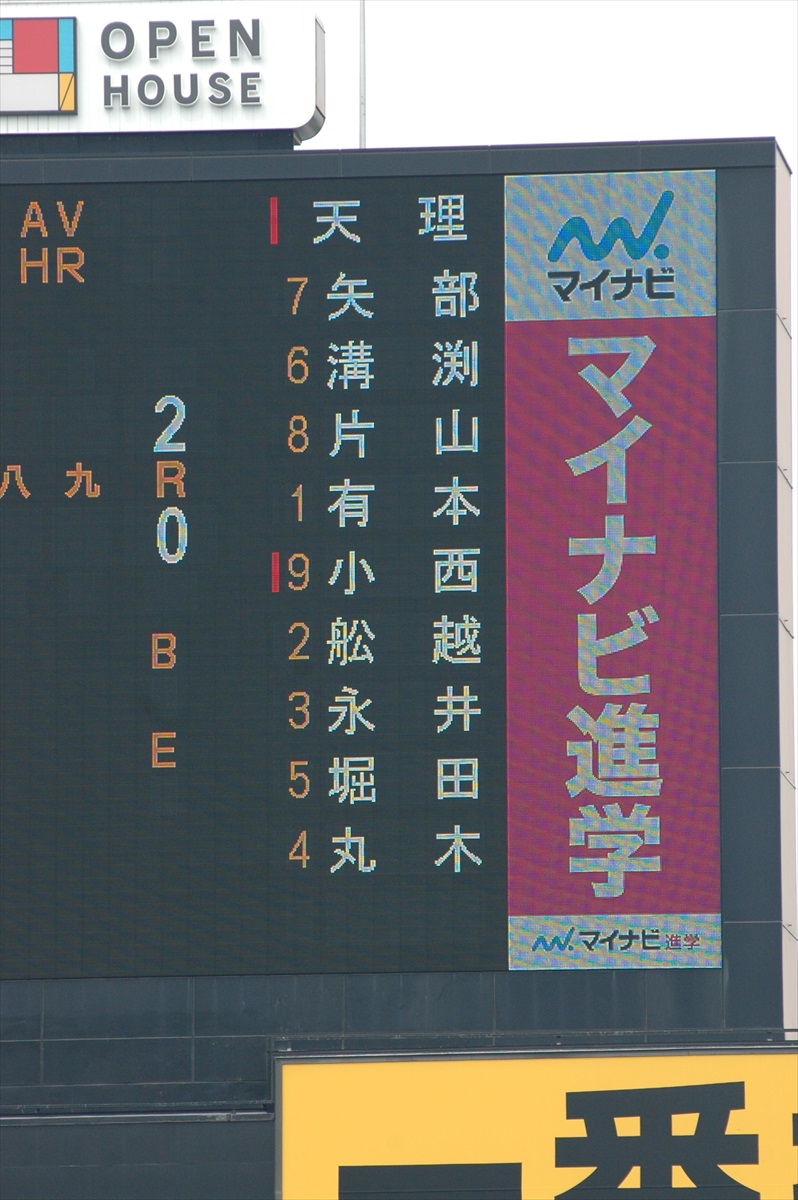 OPEN
HOUSE
AV
HR
天理
7 矢部
6 溝渕
8 片山
1 有本
9 小西
2 舩越
3 永井
5 堀田
4 丸木
2
八 九 R
0
B
E
マイナビ
マイナビ進学
マイナビ進学
一番